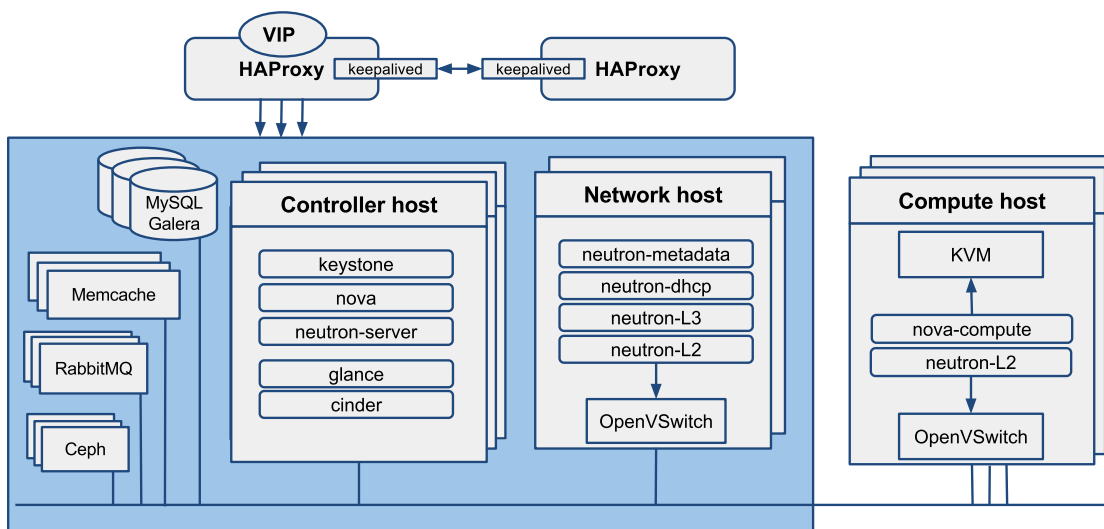 VIP
HAProxy
keepalived
keepalived
HAProxy
MySQL
Galera
Memcache
RabbitMQ
Ceph
Controller host
keystone
nova
neutron-server
glance
cinder
Network host
neutron-metadata
neutron-dhcp
neutron-L3
neutron-L2
OpenVSwitch
Compute host
KVM
nova-compute
neutron-L2
OpenVSwitch